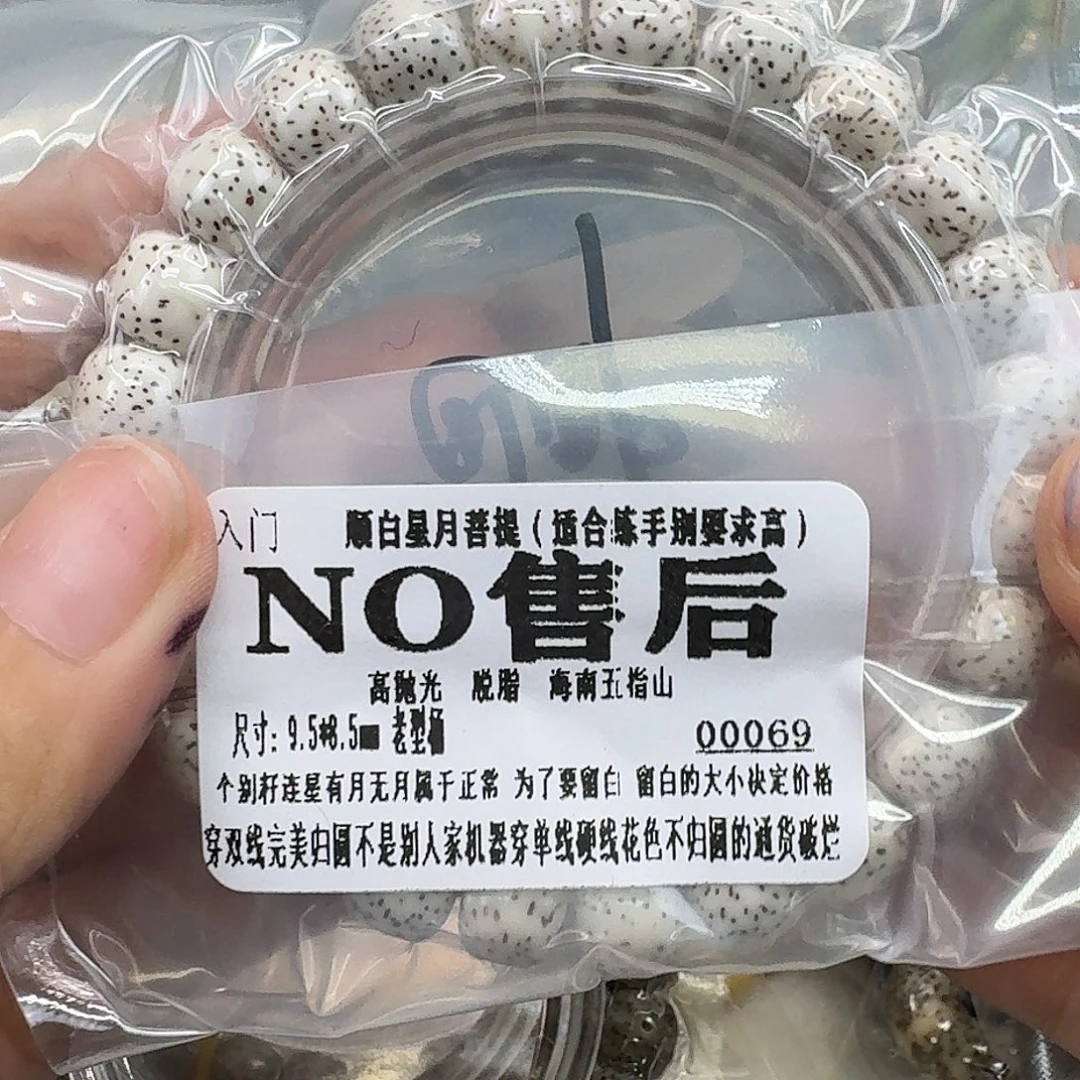 入门 顺白星月菩提（适合练手别要求高）
NO售后
高抛光 脱脂 海南五指山
尺寸：9.5*8.5mm 老型桶
00069
个别籽连星有月无月属于正常 为了要留白 留白的大小决定价格
穿双线完美归圆不是别人家机器穿单线硬线花色不归圆的通货破烂